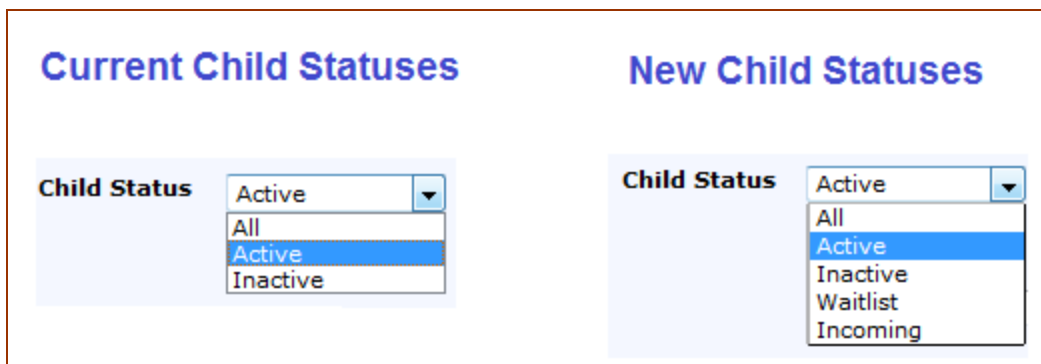 Current Child Statuses
Child Status
Active
All
Active
Inactive
New Child Statuses
Child Status
Active
All
Active
Inactive
Waitlist
Incoming